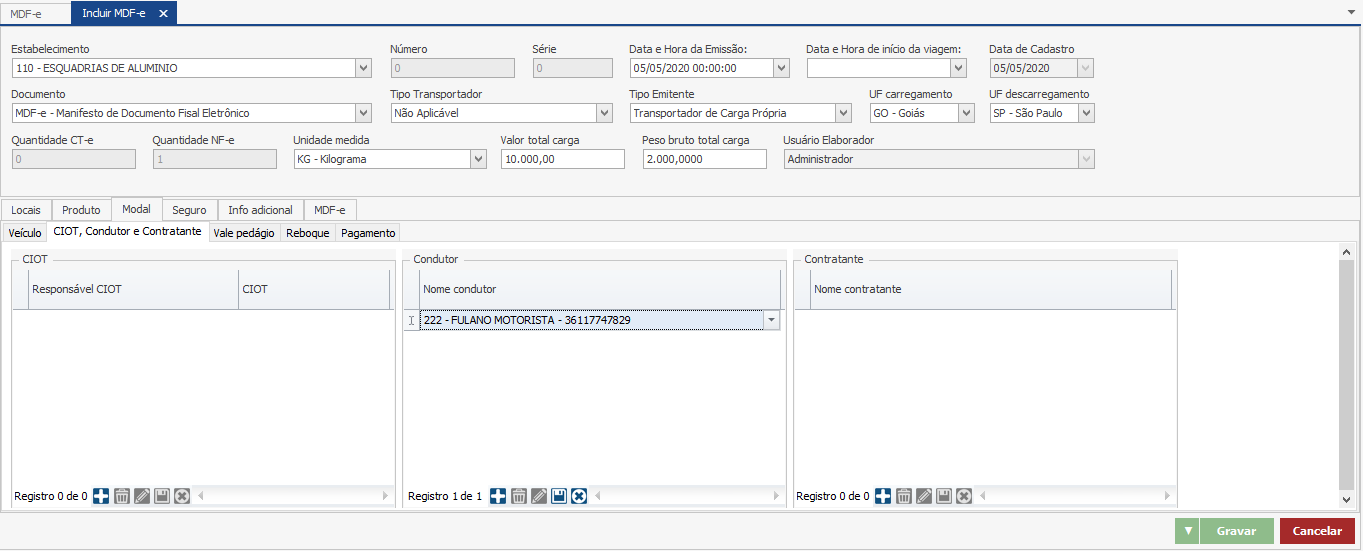 MDF-e Incluir MDF-e
Estabelecimento Número Série Data e Hora da Emissão: Data e Hora de início da viagem: Data de Cadastro
110 - ESQUADRIAS DE ALUMINIO 0 0 05/05/2020 00:00:00 05/05/2020
Documento Tipo Transportador Tipo Emitente UF carregamento UF descarregamento
MDF-e - Manifesto de Documento Fisal Eletrônico Não Aplicável Transportador de Carga Própria GO - Goiás SP - São Paulo
Quantidade CT-e Quantidade NF-e Unidade medida Valor total carga Peso bruto total carga Usuário Elaborador
0 1 KG - Kilograma 10.000,00 2.000,0000 Administrador
Locais Produto Modal Seguro Info adicional MDF-e
Veículo CIOT, Condutor e Contratante Vale pedágio Reboque Pagamento
CIOT Condutor Contratante
Responsável CIOT CIOT Nome condutor Nome contratante
222 - FULANO MOTORISTA - 36117747829
Registro 0 de 0 Registro 1 de 1 Registro 0 de 0
Gravar Cancelar